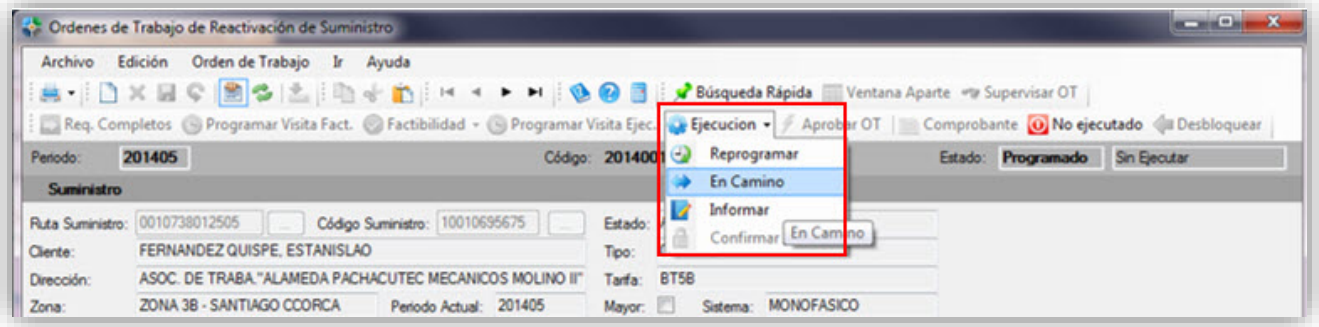 Ordenes de Trabajo de Reactivación de Suministro
Archivo Edición Orden de Trabajo Ir Ayuda
Búsqueda Rápida Ventana Aparte Supervisar OT
Req. Completos Programar Visita Fact. Factibilidad Programar Visita Ejec. Ejecucion Aprobar OT Comprobante No ejecutado Desbloquear
Periodo: 201405 Código: 2014001 Estado: Programado Sin Ejecutar
Reprogramar
Suministro
En Camino
Ruta Suministro: 0010738012505 ... Código Suministro: 10010695675 ... Estado:
Informar
Cliente: FERNANDEZ QUISPE, ESTANISLAO Tipo:
Confirmar En Camino
Dirección: ASOC. DE TRABA."ALAMEDA PACHACUTEC MECANICOS MOLINO II" Tarifa: BT5B
Zona: ZONA 3B - SANTIAGO CCORCA Periodo Actual: 201405 Mayor: Sistema: MONOFASICO